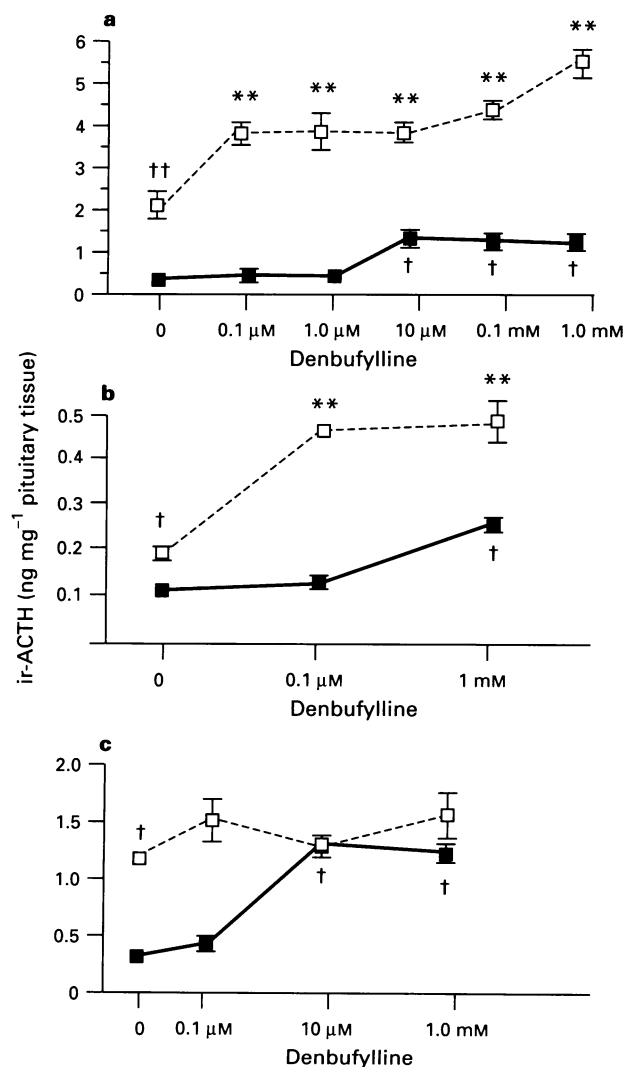 a
6
5
4
3
2
1
0
††
**
**
**
**
**
†
†
†
0
0.1 μM
1.0 μM
10 μM
0.1 mM
1.0 mM
Denbufylline
ir-ACTH (ng mg⁻¹ pituitary tissue)
b
0.5
0.4
0.3
0.2
0.1
†
**
**
†
0
0.1 μM
1 mM
Denbufylline
c
2.0
1.5
1.0
0.5
0
†
†
†
0
0.1 μM
10 μM
1.0 mM
Denbufylline